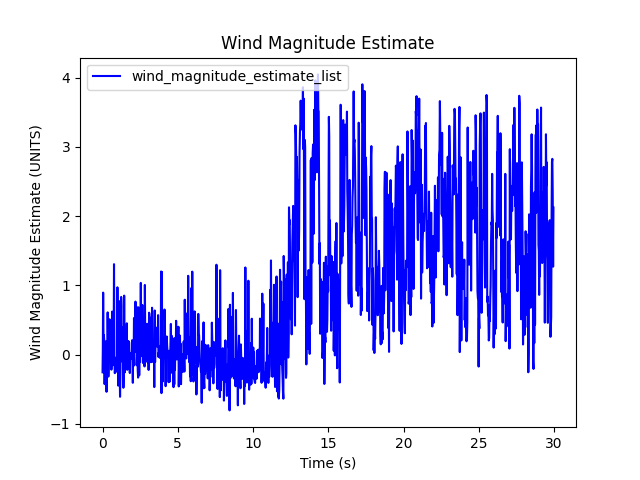 Wind Magnitude Estimate
wind_magnitude_estimate_list
Wind Magnitude Estimate (UNITS)
4
3
2
1
0
−1
0 5 10 15 20 25 30
Time (s)